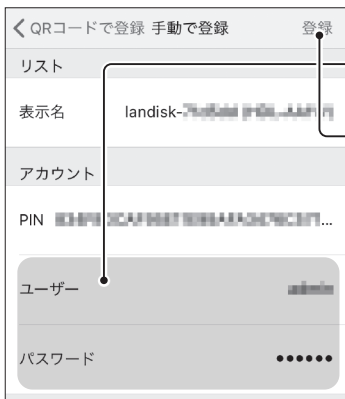 QRコードで登録 手動で登録 登録
リスト
表示名 landisk-
アカウント
PIN
ユーザー
パスワード ••••••